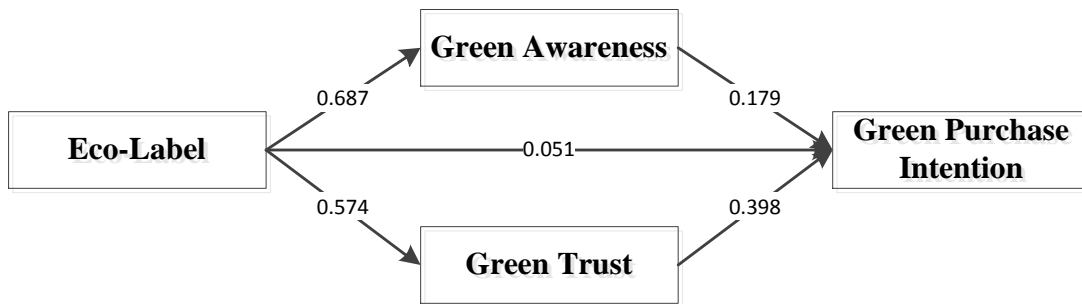 Green Awareness
0.687
0.179
Eco-Label
0.051
Green Purchase
Intention
0.574
0.398
Green Trust